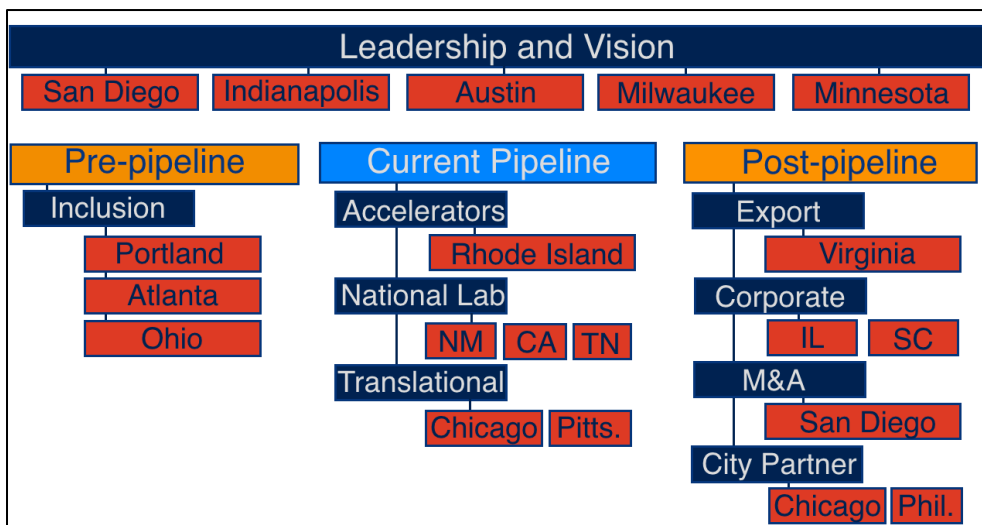 Leadership and Vision
San Diego Indianapolis Austin Milwaukee Minnesota
Pre-pipeline
Inclusion
Portland
Atlanta
Ohio
Current Pipeline
Accelerators
Rhode Island
National Lab
NM CA TN
Translational
Chicago Pitts.
Post-pipeline
Export
Virginia
Corporate
IL SC
M&A
San Diego
City Partner
Chicago Phil.